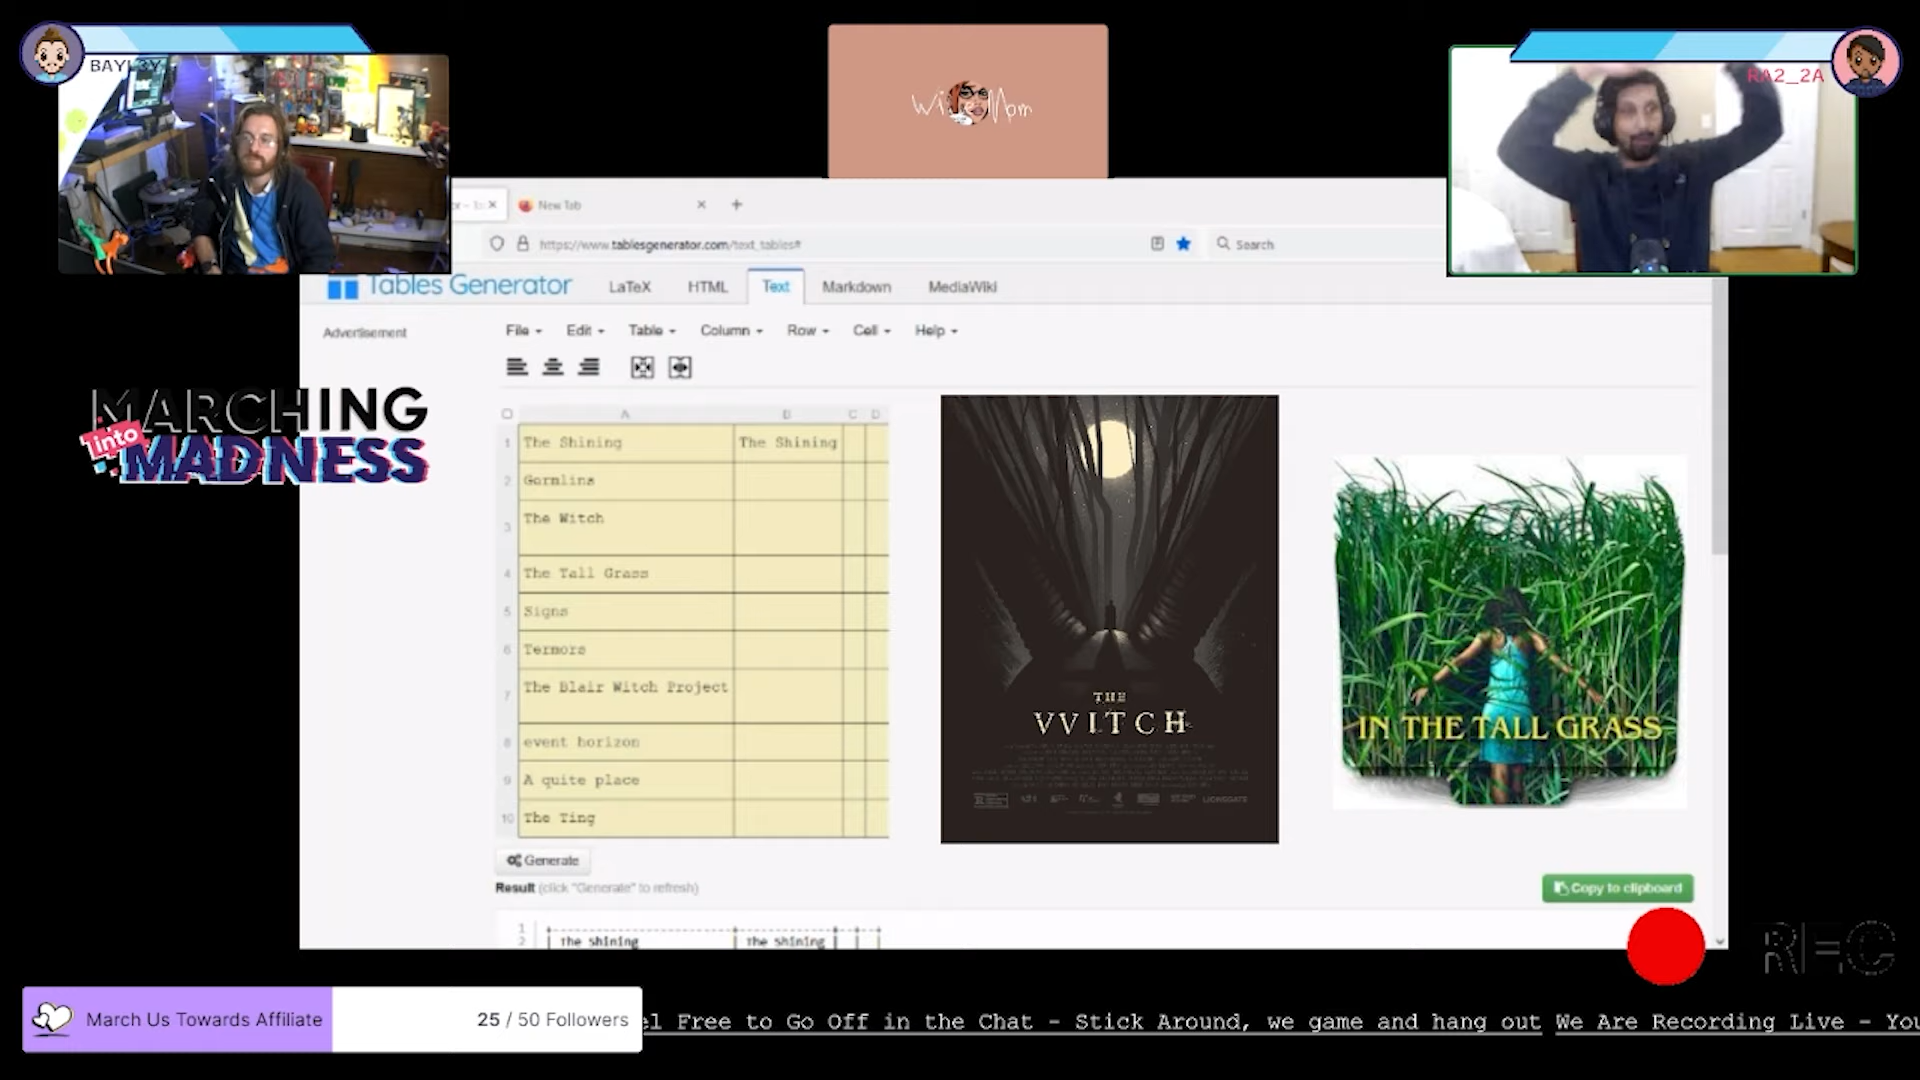 BAYL3Y
RA2_2A
New Tab
https://www.tablesgenerator.com/text_tables#
Search
Tables Generator
LaTeX
HTML
Text
Markdown
MediaWiki
Advertisement
File
Edit
Table
Column
Row
Cell
Help
MARCHING
into
MADNESS
A B C D
1 The Shining The Shining
2 Germlins
3 The Witch
4 The Tall Grass
5 Signs
6 Termors
7 The Blair Witch Project
8 event horizon
9 A quite place
10 The Ting
THE
VVITCH
LIONSGATE
IN THE TALL GRASS
Generate
Result (click "Generate" to refresh)
Copy to clipboard
1
2 The Shining The Shining
REC
March Us Towards Affiliate
25 / 50 Followers
el Free to Go Off in the Chat - Stick Around, we game and hang out We Are Recording Live - You